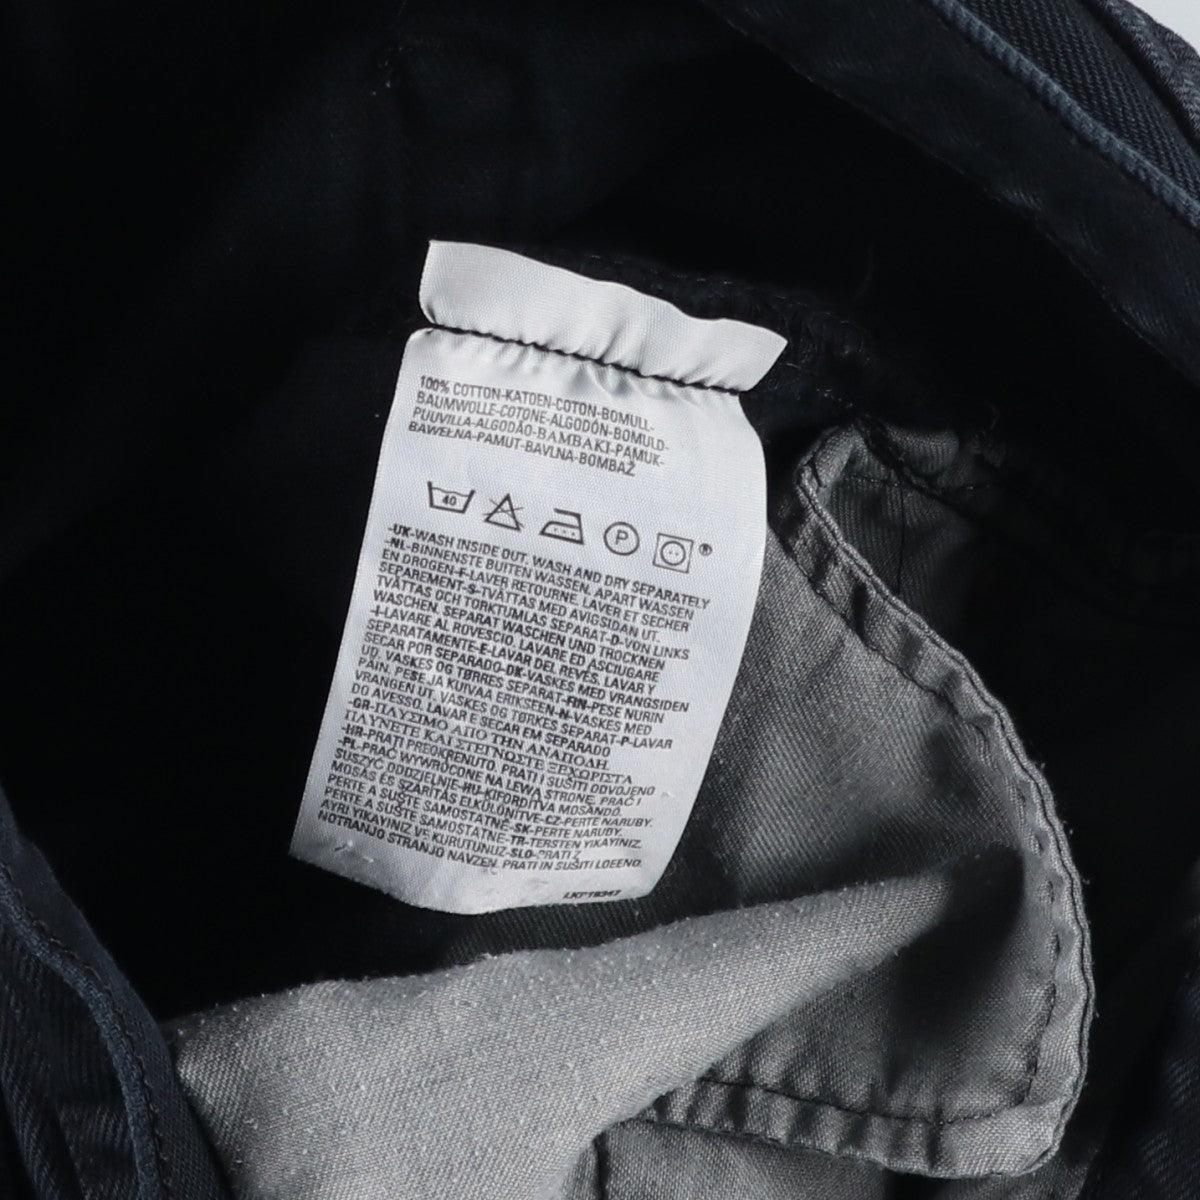 100% COTTON-KATOEN-COTON-BOMULL-
BAUMWOLLE-COTONE-ALGODÓN-BOMULD-
PUUVILLA-ALGODÃO-BAMBAKI-PAMUK-
BAWEŁNA-PAMUT-BAVLNA-BOMBAŽ
40 P ®
-UK-WASH INSIDE OUT. WASH AND DRY SEPARATELY
-NL-BINNENSTE BUITEN WASSEN, APART WASSEN
EN DROGEN-F-LAVER RETOURNE. LAVER ET SECHER
SEPAREMENT-S-TVÄTTAS MED AVIGSIDAN UT.
TVÄTTAS OCH TORKTUMLAS SEPARAT-D-VON LINKS
WASCHEN. SEPARAT WASCHEN UND TROCKNEN
-I-LAVARE AL ROVESCIO, LAVARE ED ASCIUGARE
SEPARATAMENTE-E-LAVAR DEL REVÉS. LAVAR Y
SECAR POR SEPARADO-DK-VASKES MED VRANGSIDEN
UD. VASKES OG TØRRES SEPARAT-FIN-PESE NURIN
PÄIN. PESE JA KUIVAA ERIKSEEN-N-VASKES MED
VRANGEN UT. VASKES OG TØRKES SEPARAT-P-LAVAR
DO AVESSO. LAVAR E SECAR EM SEPARADO
-GR-ΠΛΥΣΙΜΟ ΑΠΟ ΤΗΝ ΑΝΑΠΟΔΗ.
ΠΛΥΝΕΤΕ ΚΑΙ ΣΤΕΓΝΩΣΤΕ ΞΕΧΩΡΙΣΤΑ
-HR-PRATI PREOKRENUTO. PRATI I SUŠITI ODVOJENO
-PL-PRAĆ WYWRÓCONE NA LEWĄ STRONĘ. PRAĆ I
SUSZYĆ ODDZIELNIE-HU-KIFORDÍTVA MOSANDÓ.
MOSÁS ÉS SZÁRÍTÁS ELKÜLÖNÍTVE-CZ-PERTE NARUBY.
PERTE A SUŠTE SAMOSTATNĚ-SK-PERTE NARUBY.
PERTE A SUŠTE SAMOSTATNE-TR-TERSTEN YIKAYINIZ.
AYRI YIKAYINIZ VE KURUTUNUZ-SLO-PRATI Z
NOTRANJO STRANJO NAVZEN. PRATI IN SUŠITI LOČENO.